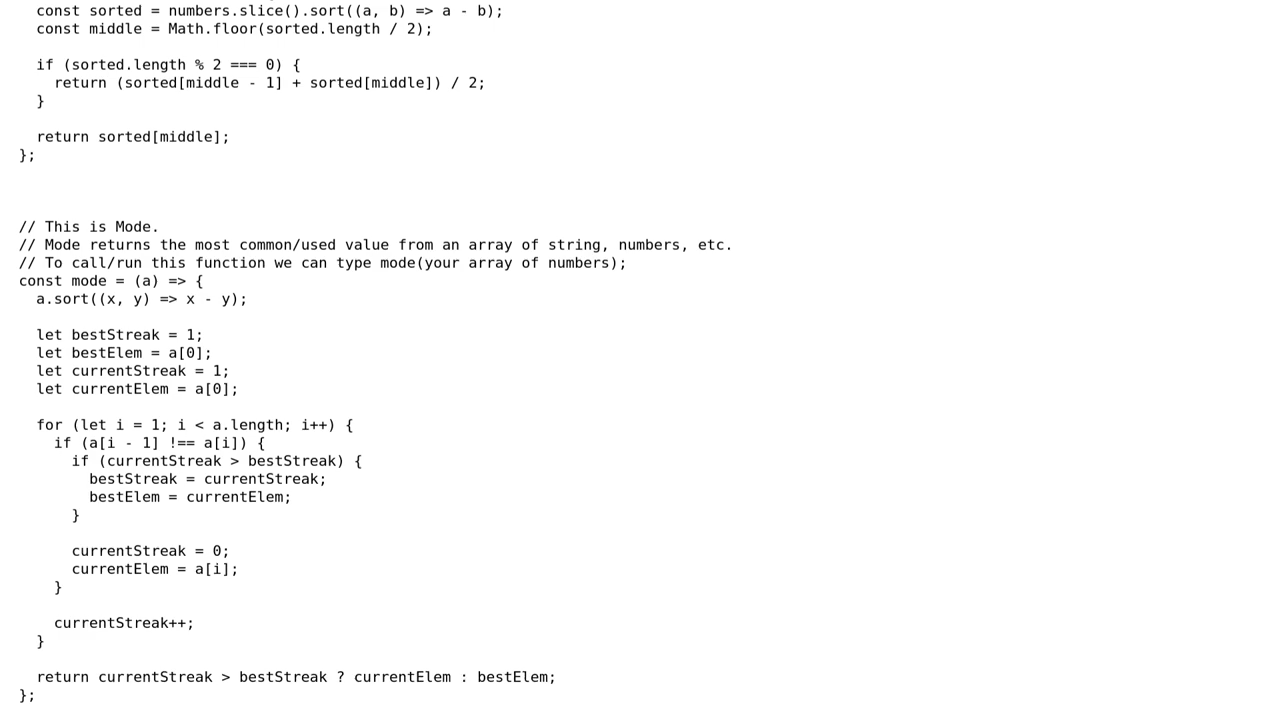 const sorted = numbers.slice().sort((a, b) => a - b);
const middle = Math.floor(sorted.length / 2);
if (sorted.length % 2 === 0) {
return (sorted[middle - 1] + sorted[middle]) / 2;
}
return sorted[middle];
};
// This is Mode.
// Mode returns the most common/used value from an array of string, numbers, etc.
// To call/run this function we can type mode(your array of numbers);
const mode = (a) => {
a.sort((x, y) => x - y);
let bestStreak = 1;
let bestElem = a[0];
let currentStreak = 1;
let currentElem = a[0];
for (let i = 1; i < a.length; i++) {
if (a[i - 1] !== a[i]) {
if (currentStreak > bestStreak) {
bestStreak = currentStreak;
bestElem = currentElem;
}
currentStreak = 0;
currentElem = a[i];
}
currentStreak++;
}
return currentStreak > bestStreak ? currentElem : bestElem;
};